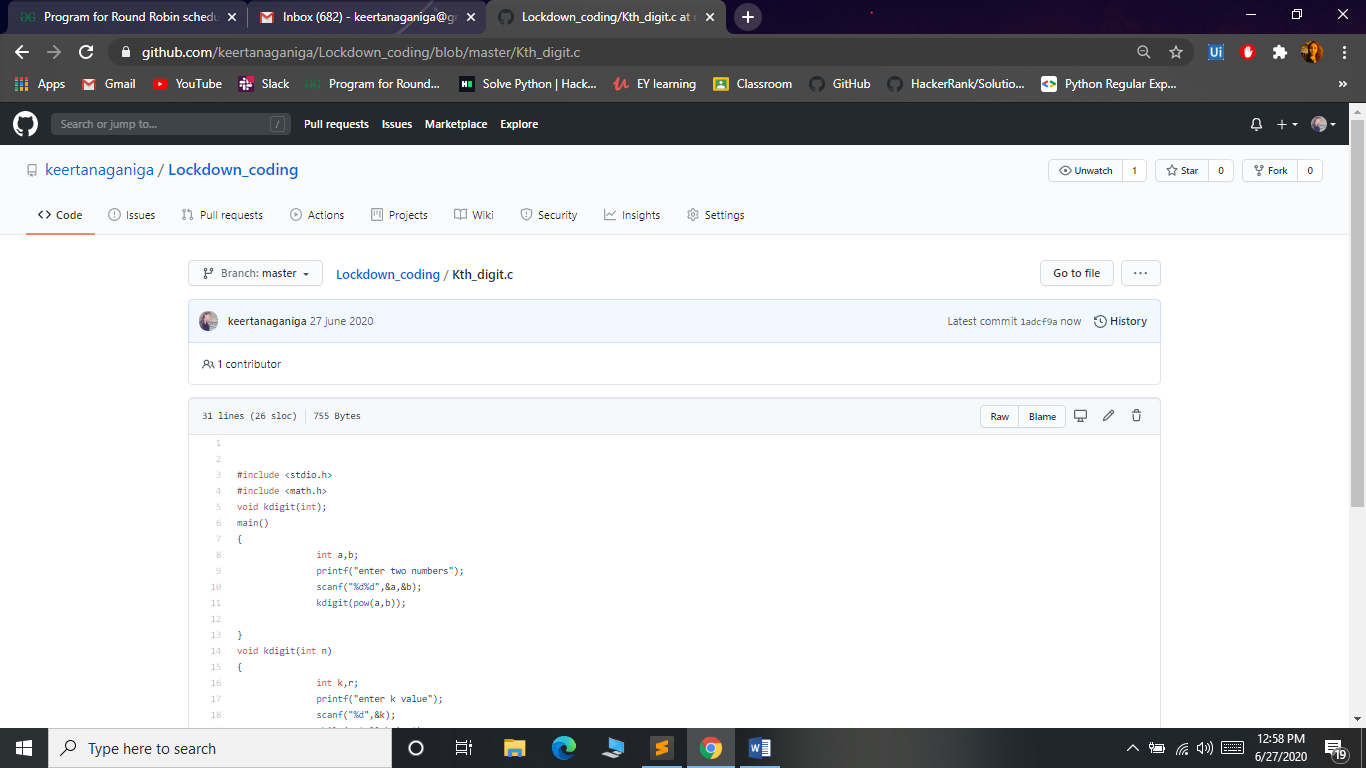 Program for Round Robin schedu
Inbox (682) - keertanaganiga@gr
Lockdown_coding/Kth_digit.c at
github.com/keertanaganiga/Lockdown_coding/blob/master/Kth_digit.c
Apps Gmail YouTube Slack Program for Round... Solve Python | Hack... EY learning Classroom GitHub HackerRank/Solutio... Python Regular Exp... »
Search or jump to... / Pull requests Issues Marketplace Explore
keertanaganiga / Lockdown_coding Unwatch 1 Star 0 Fork 0
Code Issues Pull requests Actions Projects Wiki Security Insights Settings
Branch: master Lockdown_coding / Kth_digit.c Go to file ...
keertanaganiga 27 june 2020 Latest commit 1adcf9a now History
1 contributor
31 lines (26 sloc) 755 Bytes Raw Blame
1
2
3 #include <stdio.h>
4 #include <math.h>
5 void kdigit(int);
6 main()
7 {
8 int a,b;
9 printf("enter two numbers");
10 scanf("%d%d",&a,&b);
11 kdigit(pow(a,b));
12
13 }
14 void kdigit(int n)
15 {
16 int k,r;
17 printf("enter k value");
18 scanf("%d",&k);
Type here to search
12:58 PM
6/27/2020
19